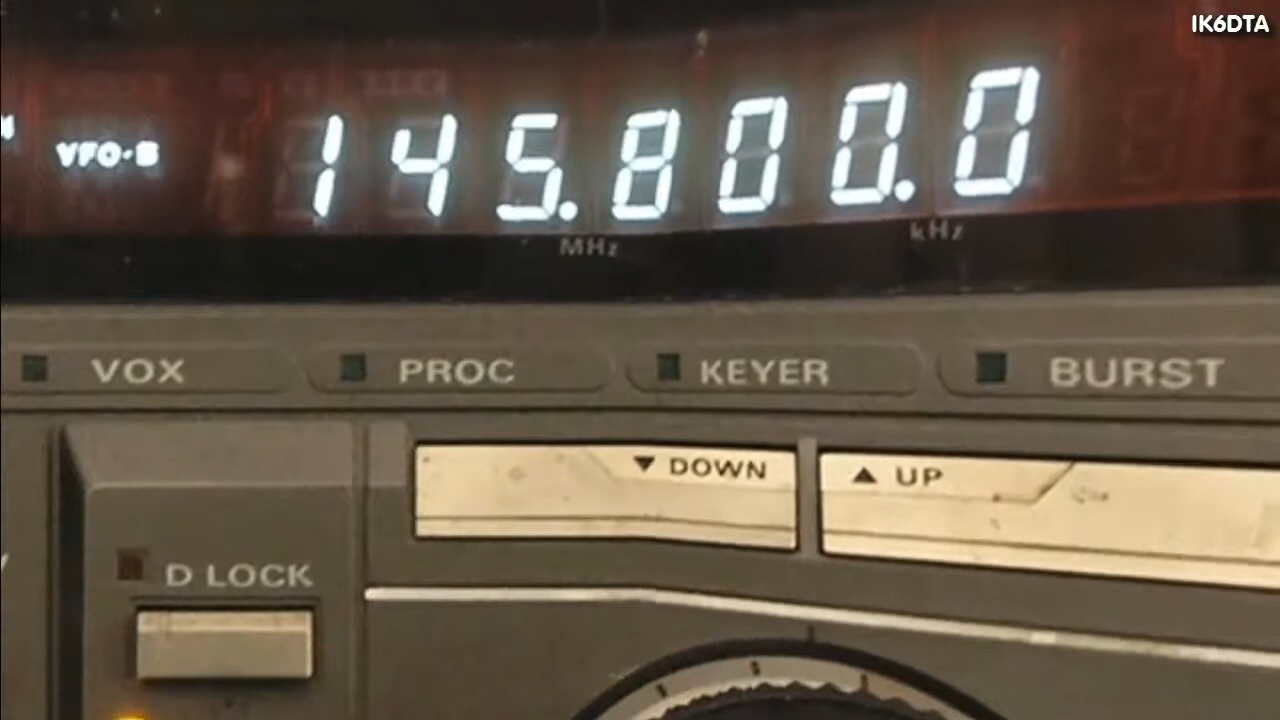 IK6DTA
VFO-B 145.800.0
MHz kHz
VOX PROC KEYER BURST
▼ DOWN ▲ UP
D LOCK